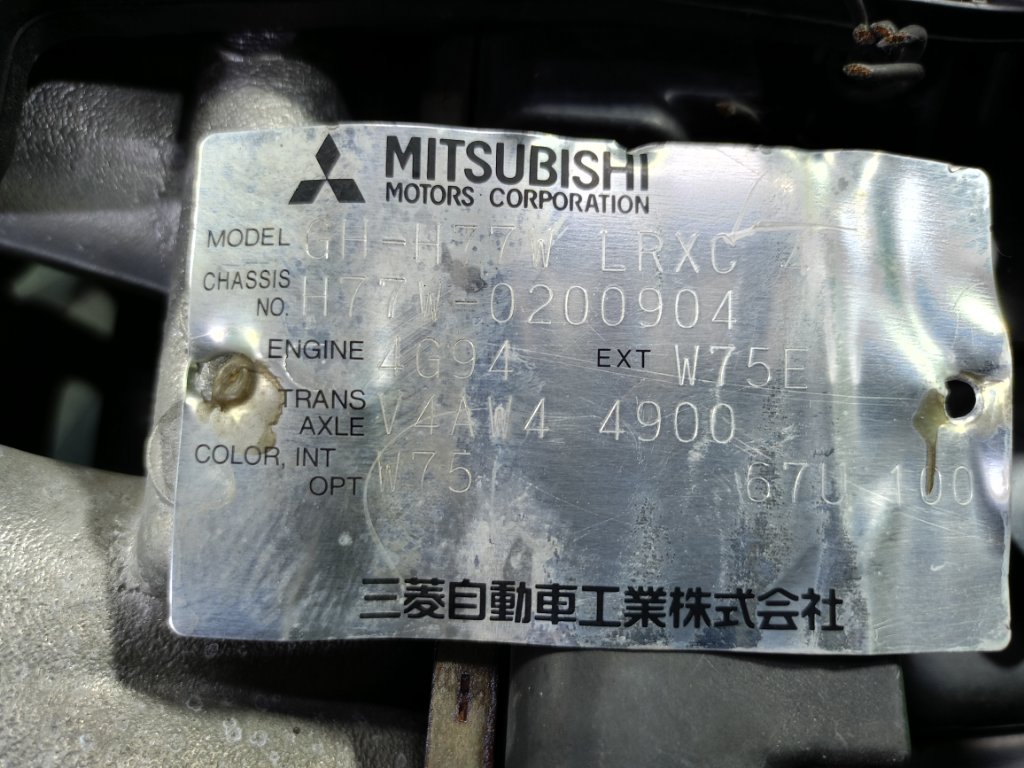 MITSUBISHI
MOTORS CORPORATION
MODEL GH-H77W LRXC 4
CHASSIS NO. H77W-0200904
ENGINE 4G94 EXT W75E
TRANS AXLE V4AW4 4900
COLOR, INT OPT W75 67U 100
三菱自動車工業株式会社